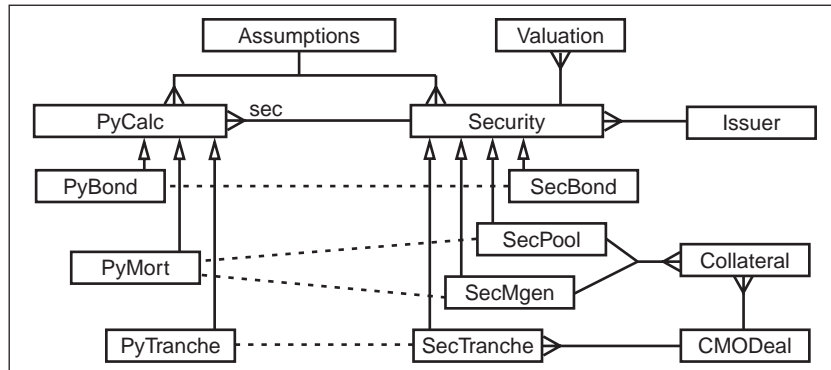 Assumptions
Valuation
sec
PyCalc
Security
Issuer
PyBond
SecBond
SecPool
PyMort
Collateral
SecMgen
PyTranche
SecTranche
CMODeal